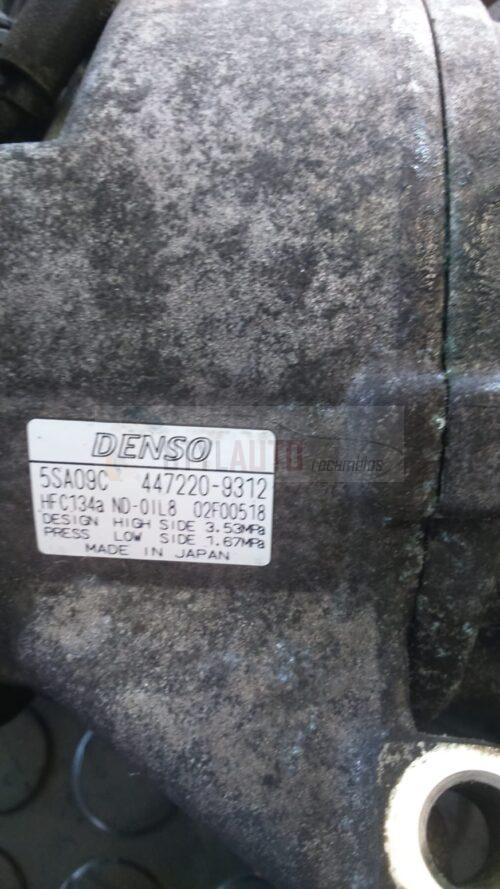 DENSO
5SA09C 447220-9312
HFC134a ND-OIL8 02F00518
DESIGN HIGH SIDE 3.53MPa
PRESS LOW SIDE 1.67MPa
MADE IN JAPAN
AUTO
recambios